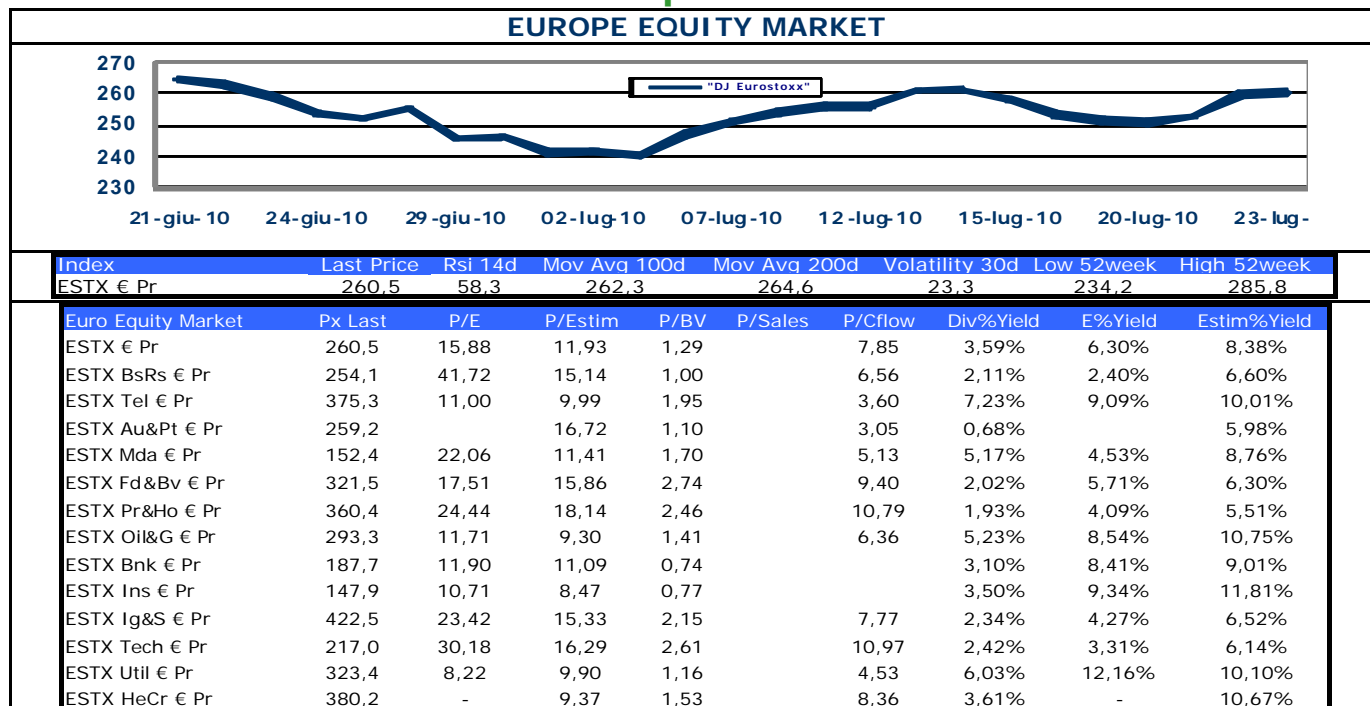 EUROPE EQUITY MARKET
270
260
250
240
230
"DJ Eurostoxx"
21-giu-10 24-giu-10 29-giu-10 02-lug-10 07-lug-10 12-lug-10 15-lug-10 20-lug-10 23-lug-
Index Last Price Rsi 14d Mov Avg 100d Mov Avg 200d Volatility 30d Low 52week High 52week
ESTX € Pr 260,5 58,3 262,3 264,6 23,3 234,2 285,8
Euro Equity Market Px Last P/E P/Estim P/BV P/Sales P/Cflow Div%Yield E%Yield Estim%Yield
ESTX € Pr 260,5 15,88 11,93 1,29 7,85 3,59% 6,30% 8,38%
ESTX BsRs € Pr 254,1 41,72 15,14 1,00 6,56 2,11% 2,40% 6,60%
ESTX Tel € Pr 375,3 11,00 9,99 1,95 3,60 7,23% 9,09% 10,01%
ESTX Au&Pt € Pr 259,2 16,72 1,10 3,05 0,68% 5,98%
ESTX Mda € Pr 152,4 22,06 11,41 1,70 5,13 5,17% 4,53% 8,76%
ESTX Fd&Bv € Pr 321,5 17,51 15,86 2,74 9,40 2,02% 5,71% 6,30%
ESTX Pr&Ho € Pr 360,4 24,44 18,14 2,46 10,79 1,93% 4,09% 5,51%
ESTX Oil&G € Pr 293,3 11,71 9,30 1,41 6,36 5,23% 8,54% 10,75%
ESTX Bnk € Pr 187,7 11,90 11,09 0,74 3,10% 8,41% 9,01%
ESTX Ins € Pr 147,9 10,71 8,47 0,77 3,50% 9,34% 11,81%
ESTX Ig&S € Pr 422,5 23,42 15,33 2,15 7,77 2,34% 4,27% 6,52%
ESTX Tech € Pr 217,0 30,18 16,29 2,61 10,97 2,42% 3,31% 6,14%
ESTX Util € Pr 323,4 8,22 9,90 1,16 4,53 6,03% 12,16% 10,10%
ESTX HeCr € Pr 380,2 - 9,37 1,53 8,36 3,61% - 10,67%